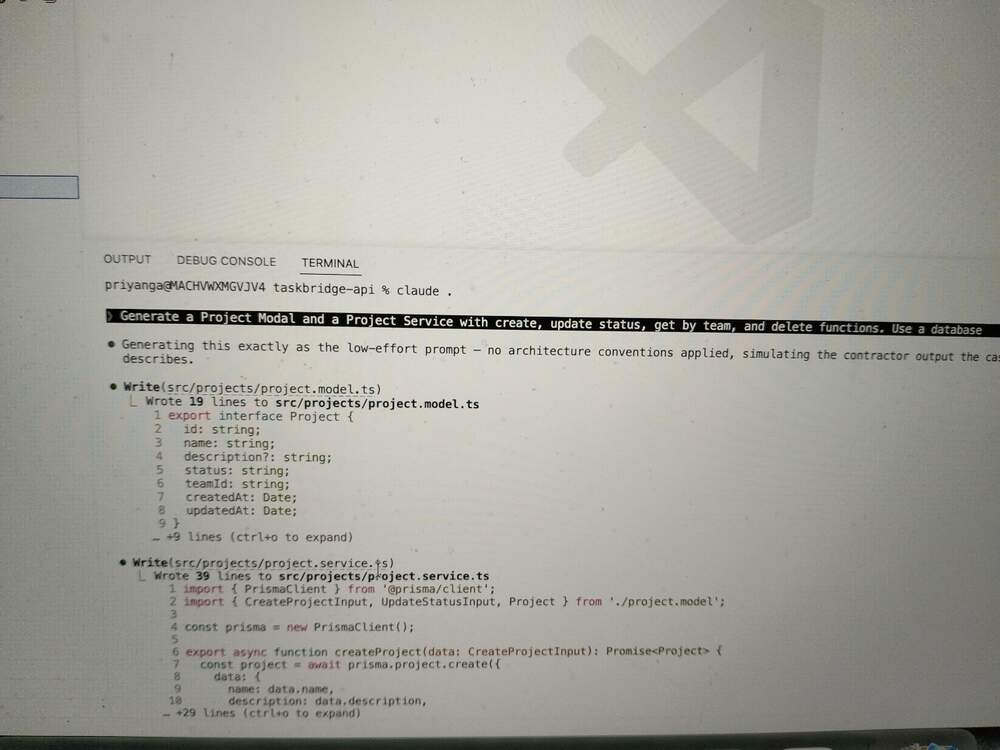 OUTPUT DEBUG CONSOLE TERMINAL
priyanga@MACHVWXMGVJV4 taskbridge-api % claude .
❯ Generate a Project Modal and a Project Service with create, update status, get by team, and delete functions. Use a database
● Generating this exactly as the low-effort prompt — no architecture conventions applied, simulating the contractor output the
describes.
● Write(src/projects/project.model.ts)
└ Wrote 19 lines to src/projects/project.model.ts
1 export interface Project {
2 id: string;
3 name: string;
4 description?: string;
5 status: string;
6 teamId: string;
7 createdAt: Date;
8 updatedAt: Date;
9 }
… +9 lines (ctrl+o to expand)
● Write(src/projects/project.service.ts)
└ Wrote 39 lines to src/projects/project.service.ts
1 import { PrismaClient } from '@prisma/client';
2 import { CreateProjectInput, UpdateStatusInput, Project } from './project.model';
3
4 const prisma = new PrismaClient();
5
6 export async function createProject(data: CreateProjectInput): Promise<Project> {
7 const project = await prisma.project.create({
8 data: {
9 name: data.name,
10 description: data.description,
… +29 lines (ctrl+o to expand)